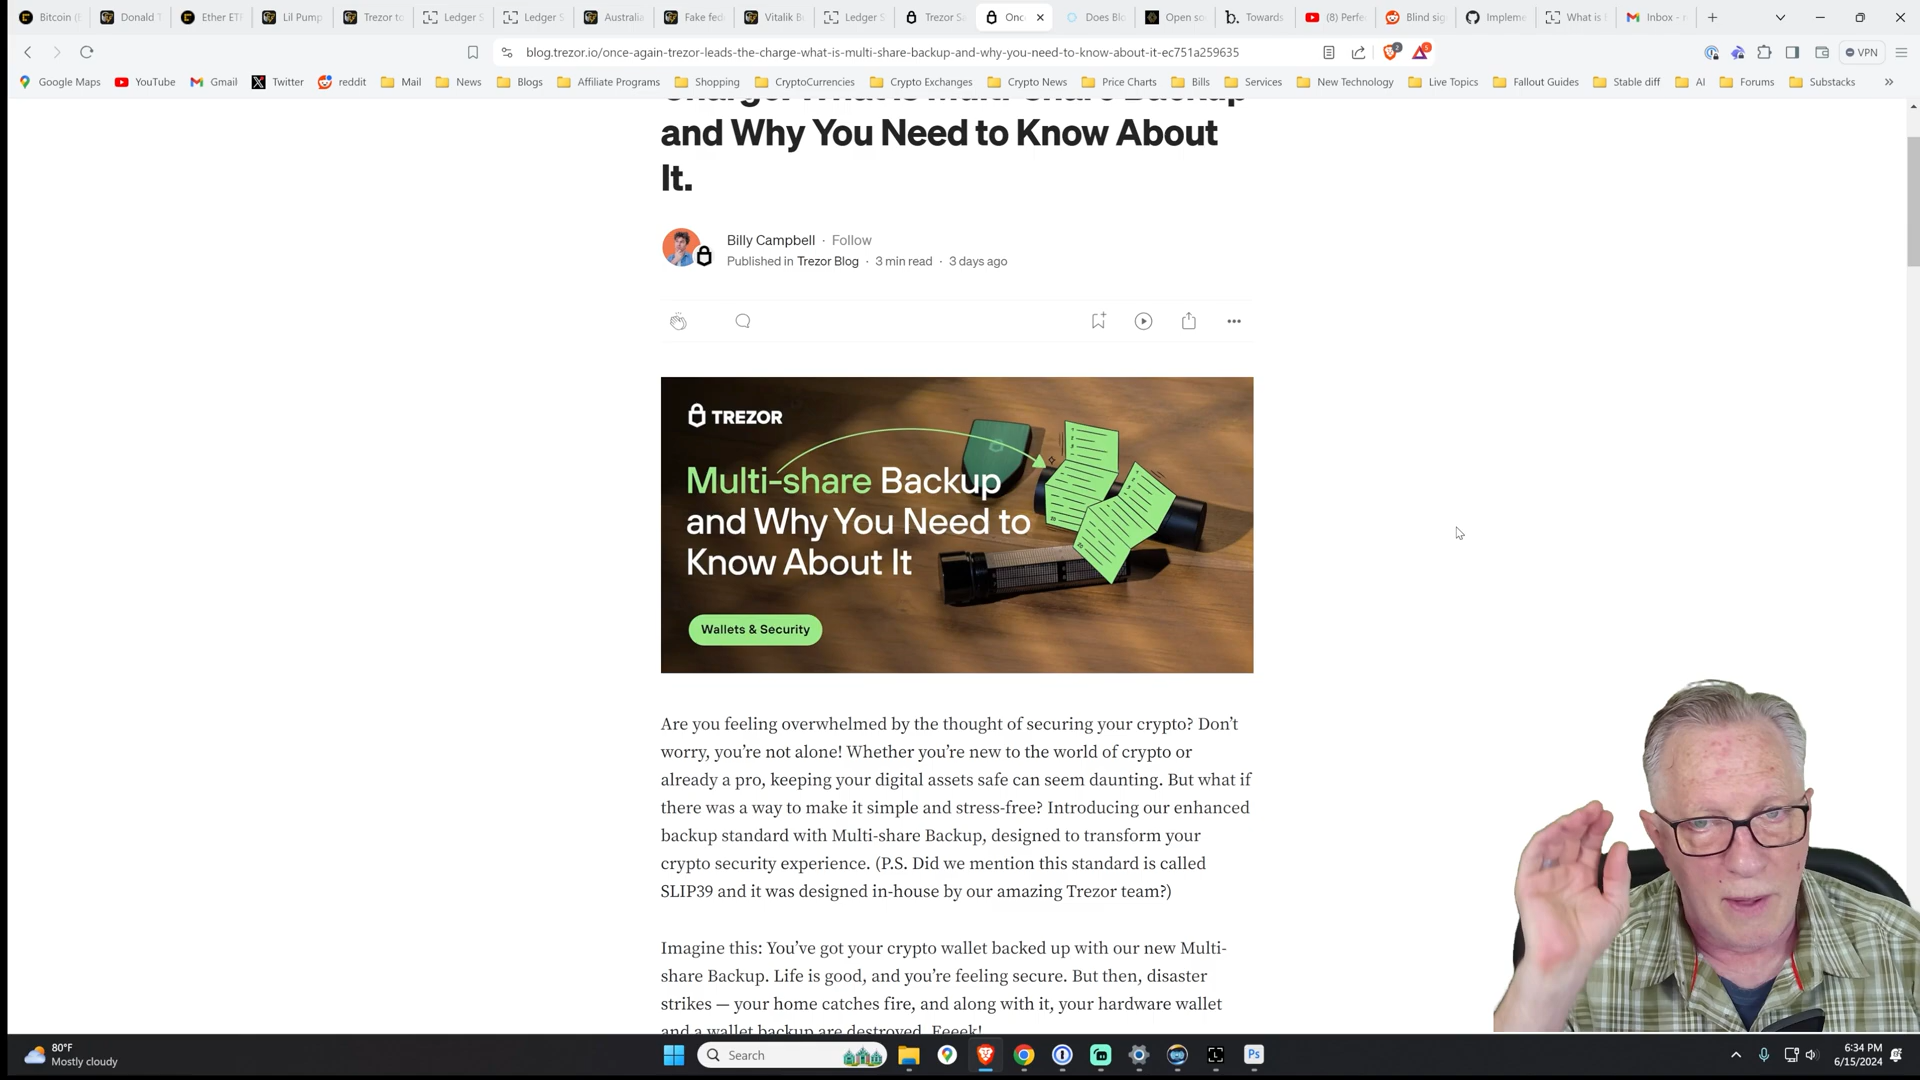 Bitcoin (
Donald T
Ether ET
Lil Pump
Trezor to
Ledger S
Ledger S
Australia
Fake fed
Vitalik B
Ledger S
Trezor S
Onc
Does Blo
Open so
Towards
(8) Perfe
Blind sig
Impleme
What is
Inbox -
blog.trezor.io/once-again-trezor-leads-the-charge-what-is-multi-share-backup-and-why-you-need-to-know-about-it-ec751a259635
VPN
Google Maps
YouTube
Gmail
Twitter
reddit
Mail
News
Blogs
Affiliate Programs
Shopping
CryptoCurrencies
Crypto Exchanges
Crypto News
Price Charts
Bills
Services
New Technology
Live Topics
Fallout Guides
Stable diff
AI
Forums
Substacks
Charge: What is Multi-Share Backup
and Why You Need to Know About
It.
Billy Campbell · Follow
Published in Trezor Blog · 3 min read · 3 days ago
TREZOR
Multi-share Backup
and Why You Need to
Know About It
Wallets & Security
Are you feeling overwhelmed by the thought of securing your crypto? Don’t
worry, you’re not alone! Whether you’re new to the world of crypto or
already a pro, keeping your digital assets safe can seem daunting. But what if
there was a way to make it simple and stress-free? Introducing our enhanced
backup standard with Multi-share Backup, designed to transform your
crypto security experience. (P.S. Did we mention this standard is called
SLIP39 and it was designed in-house by our amazing Trezor team?)
Imagine this: You’ve got your crypto wallet backed up with our new Multi-
share Backup. Life is good, and you’re feeling secure. But then, disaster
strikes — your home catches fire, and along with it, your hardware wallet
and a wallet backup are destroyed. Eeeek!
80°F
Mostly cloudy
Search
6:34 PM
6/15/2024